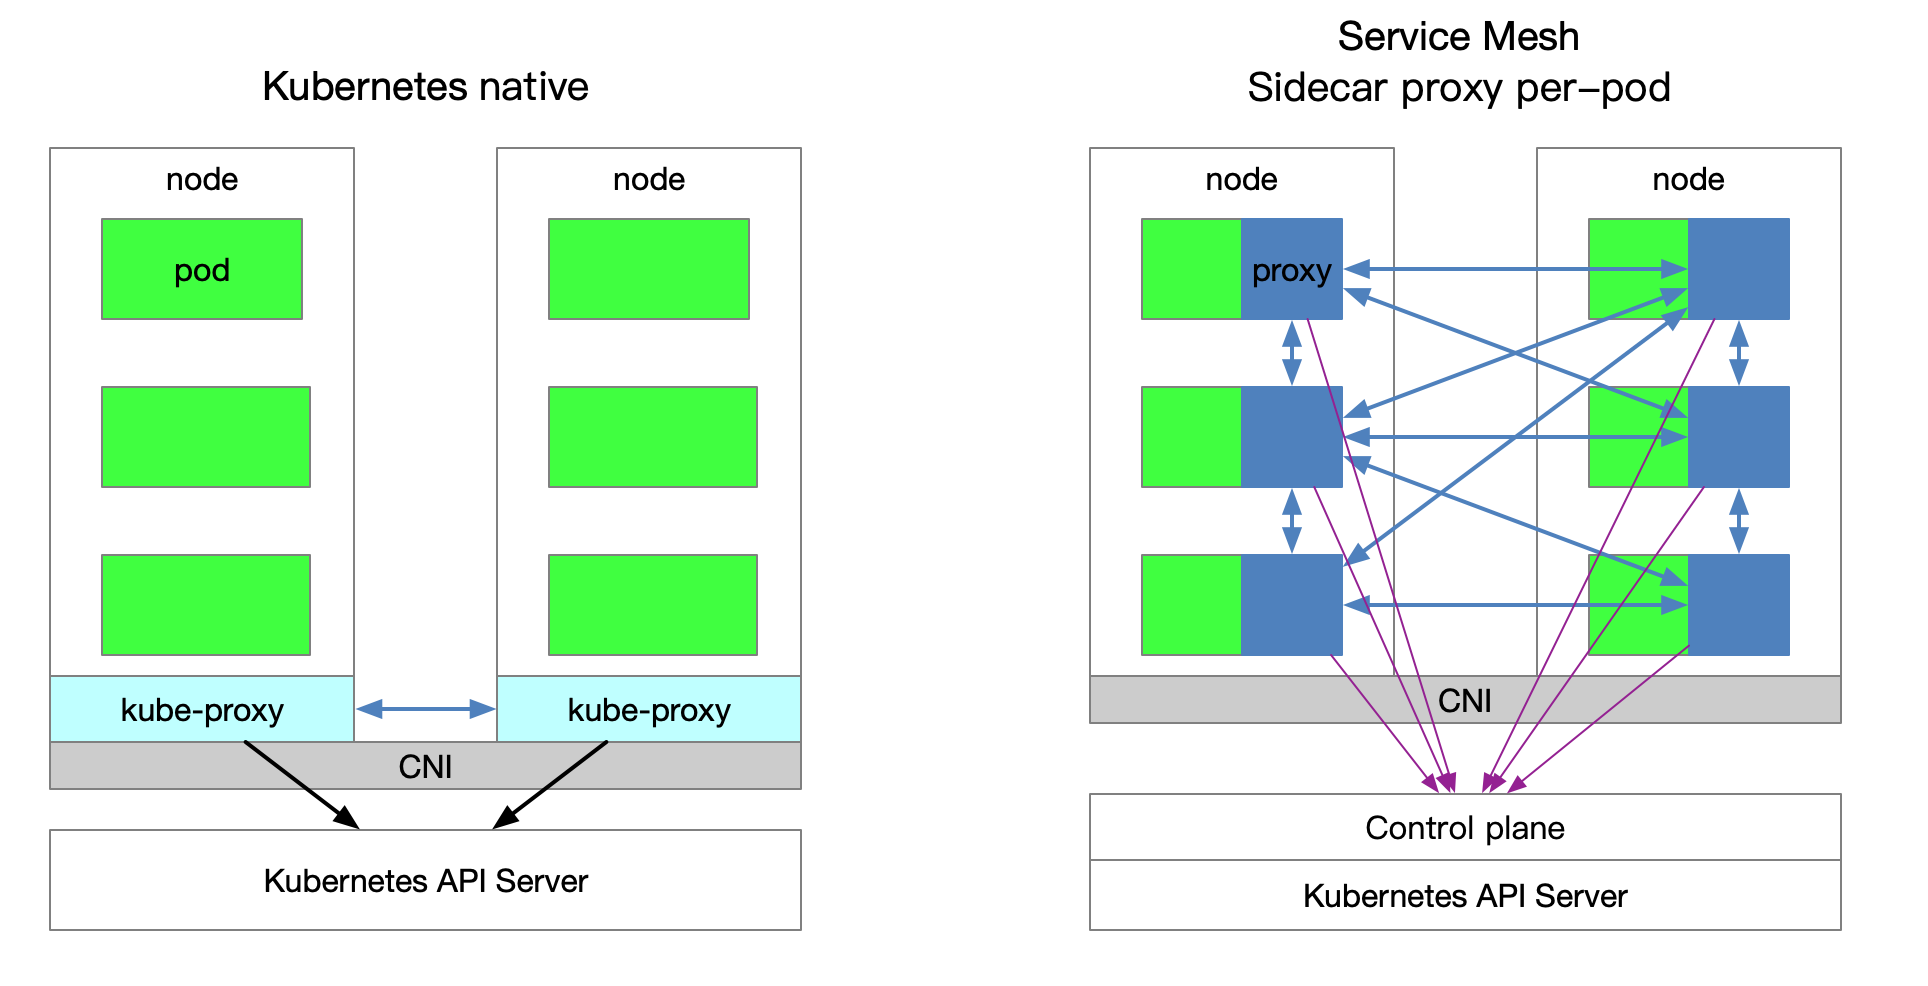 Kubernetes native
node
node
pod
kube-proxy
kube-proxy
CNI
Kubernetes API Server
Service Mesh
Sidecar proxy per–pod
node
node
proxy
CNI
Control plane
Kubernetes API Server